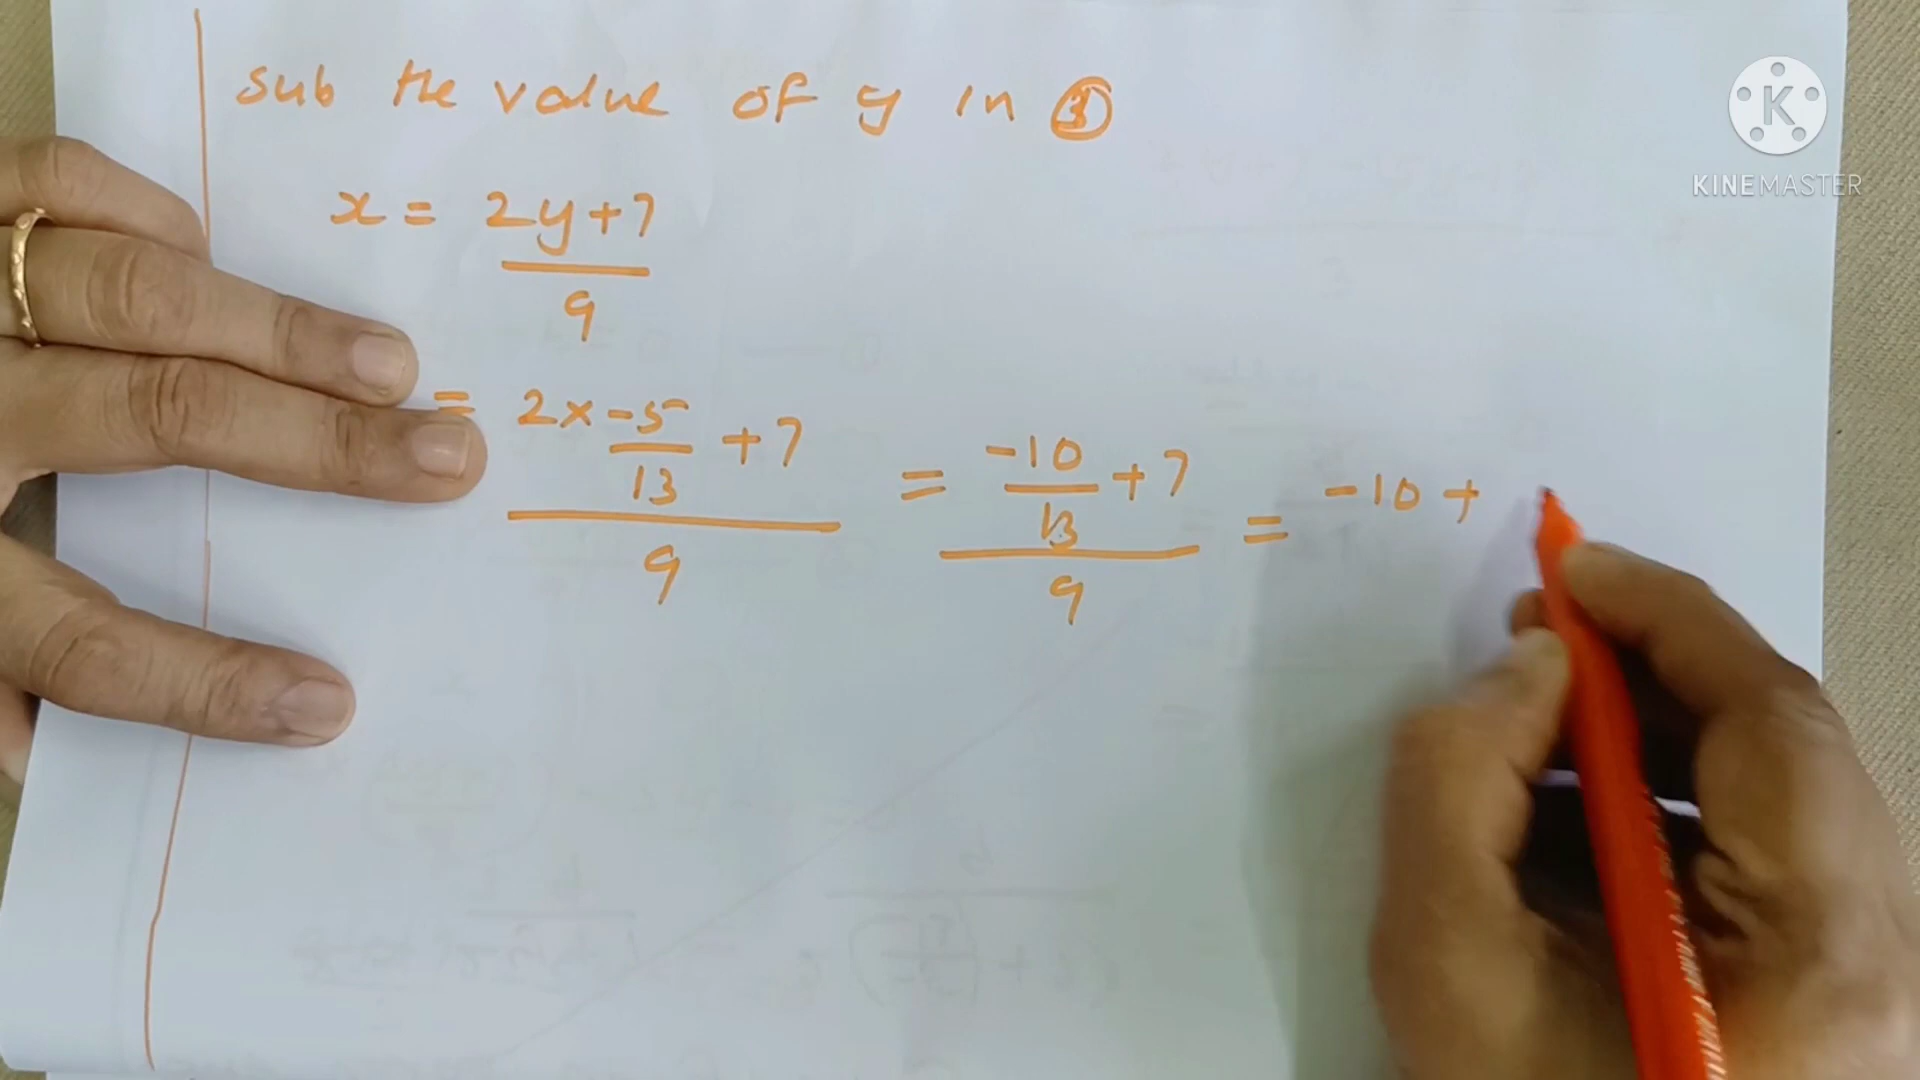 sub the value of y in ③
x = 2y+7
9
= 2x -5 + 7
13
9
= -10 + 7
13
9
= -10 +
K
KINEMASTER